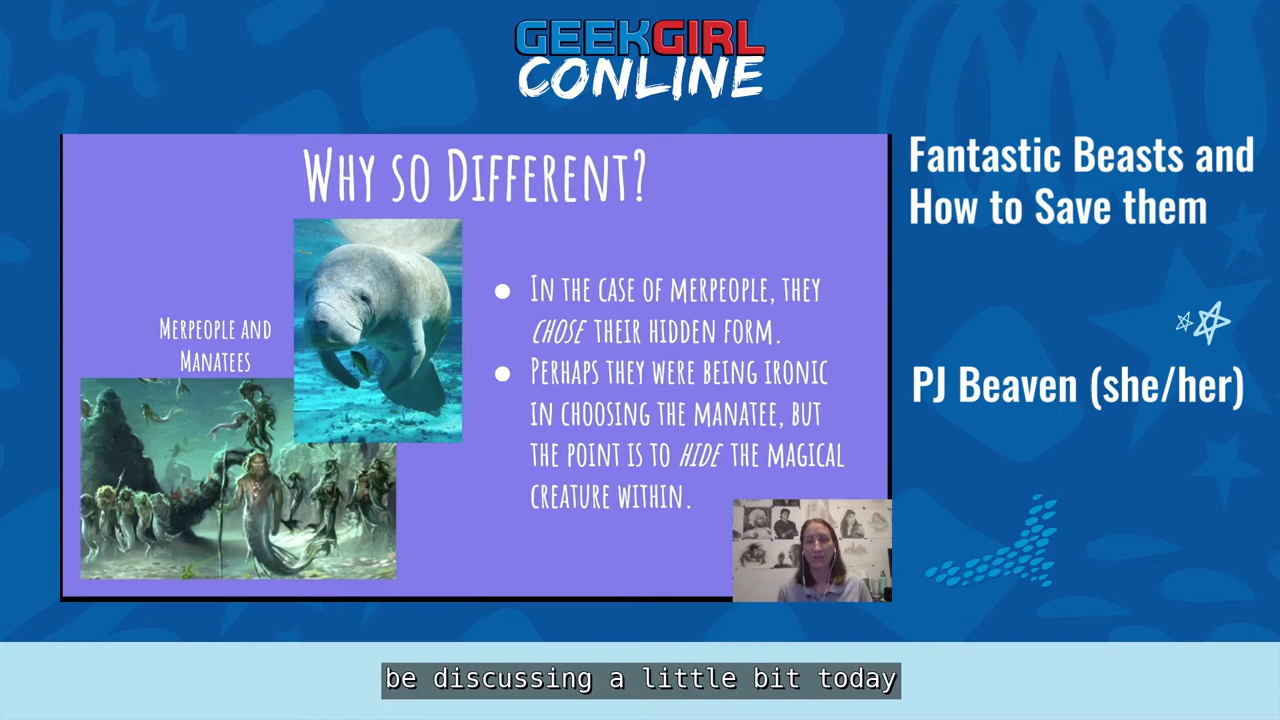 GEEKGIRL
CONLINE
WHY SO DIFFERENT?
MERPEOPLE AND
MANATEES
● IN THE CASE OF MERPEOPLE, THEY
CHOSE THEIR HIDDEN FORM.
● PERHAPS THEY WERE BEING IRONIC
IN CHOOSING THE MANATEE, BUT
THE POINT IS TO HIDE THE MAGICAL
CREATURE WITHIN.
Fantastic Beasts and
How to Save them
PJ Beaven (she/her)
be discussing a little bit today